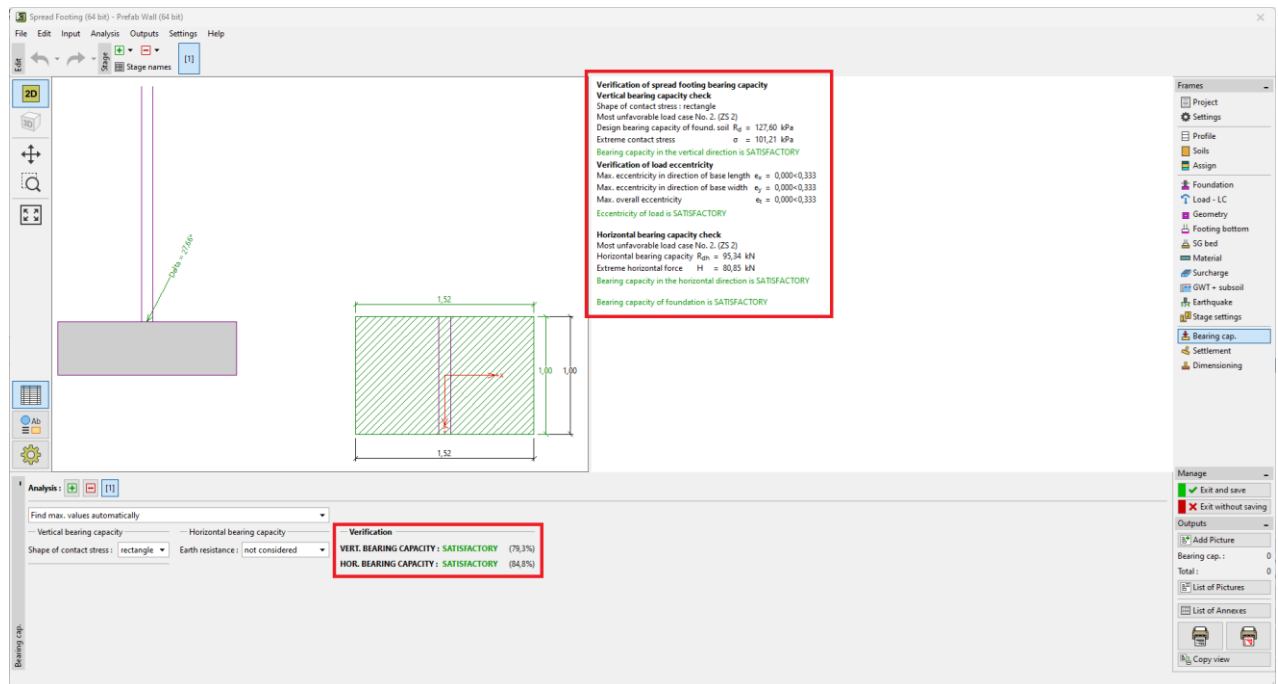 Spread Footing (64 bit) - Prefab Wall (64 bit)
File Edit Input Analysis Outputs Settings Help
Edit
Stage
Stage names
[1]
2D
3D
Ab
Delta = 27,66°
1,52
1,00 1,00
x
1,52
Verification of spread footing bearing capacity
Vertical bearing capacity check
Shape of contact stress : rectangle
Most unfavorable load case No. 2. (ZS 2)
Design bearing capacity of found. soil Rd = 127,60 kPa
Extreme contact stress σ = 101,21 kPa
Bearing capacity in the vertical direction is SATISFACTORY
Verification of load eccentricity
Max. eccentricity in direction of base length ex = 0,000<0,333
Max. eccentricity in direction of base width ey = 0,000<0,333
Max. overall eccentricity et = 0,000<0,333
Eccentricity of load is SATISFACTORY
Horizontal bearing capacity check
Most unfavorable load case No. 2. (ZS 2)
Horizontal bearing capacity Rdh = 95,34 kN
Extreme horizontal force H = 80,85 kN
Bearing capacity in the horizontal direction is SATISFACTORY
Bearing capacity of foundation is SATISFACTORY
Frames
Project
Settings
Profile
Soils
Assign
Foundation
Load - LC
Geometry
Footing bottom
SG bed
Material
Surcharge
GWT + subsoil
Earthquake
Stage settings
Bearing cap.
Settlement
Dimensioning
Analysis : [1]
Find max. values automatically
Vertical bearing capacity
Shape of contact stress : rectangle
Horizontal bearing capacity
Earth resistance : not considered
Verification
VERT. BEARING CAPACITY : SATISFACTORY (79,3%)
HOR. BEARING CAPACITY : SATISFACTORY (84,8%)
Bearing cap.
Manage
Exit and save
Exit without saving
Outputs
Add Picture
Bearing cap. : 0
Total : 0
List of Pictures
List of Annexes
Copy view